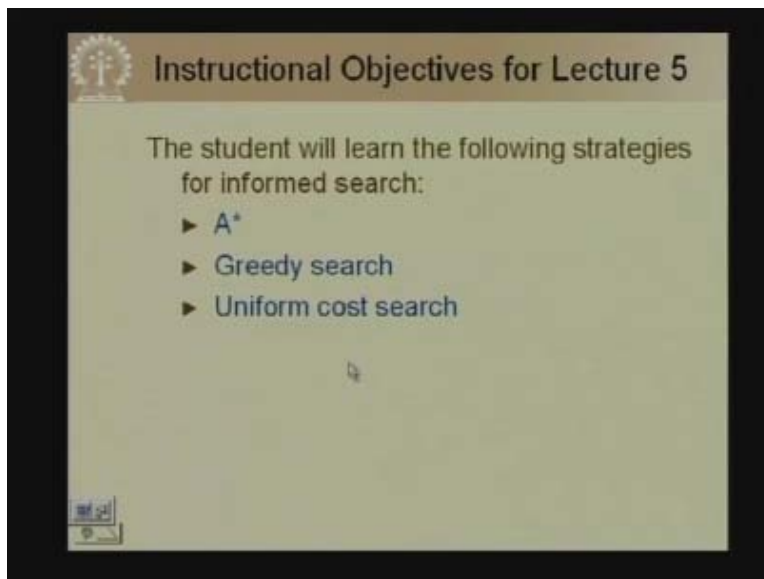 Instructional Objectives for Lecture 5
The student will learn the following strategies
for informed search:
► A*
► Greedy search
► Uniform cost search